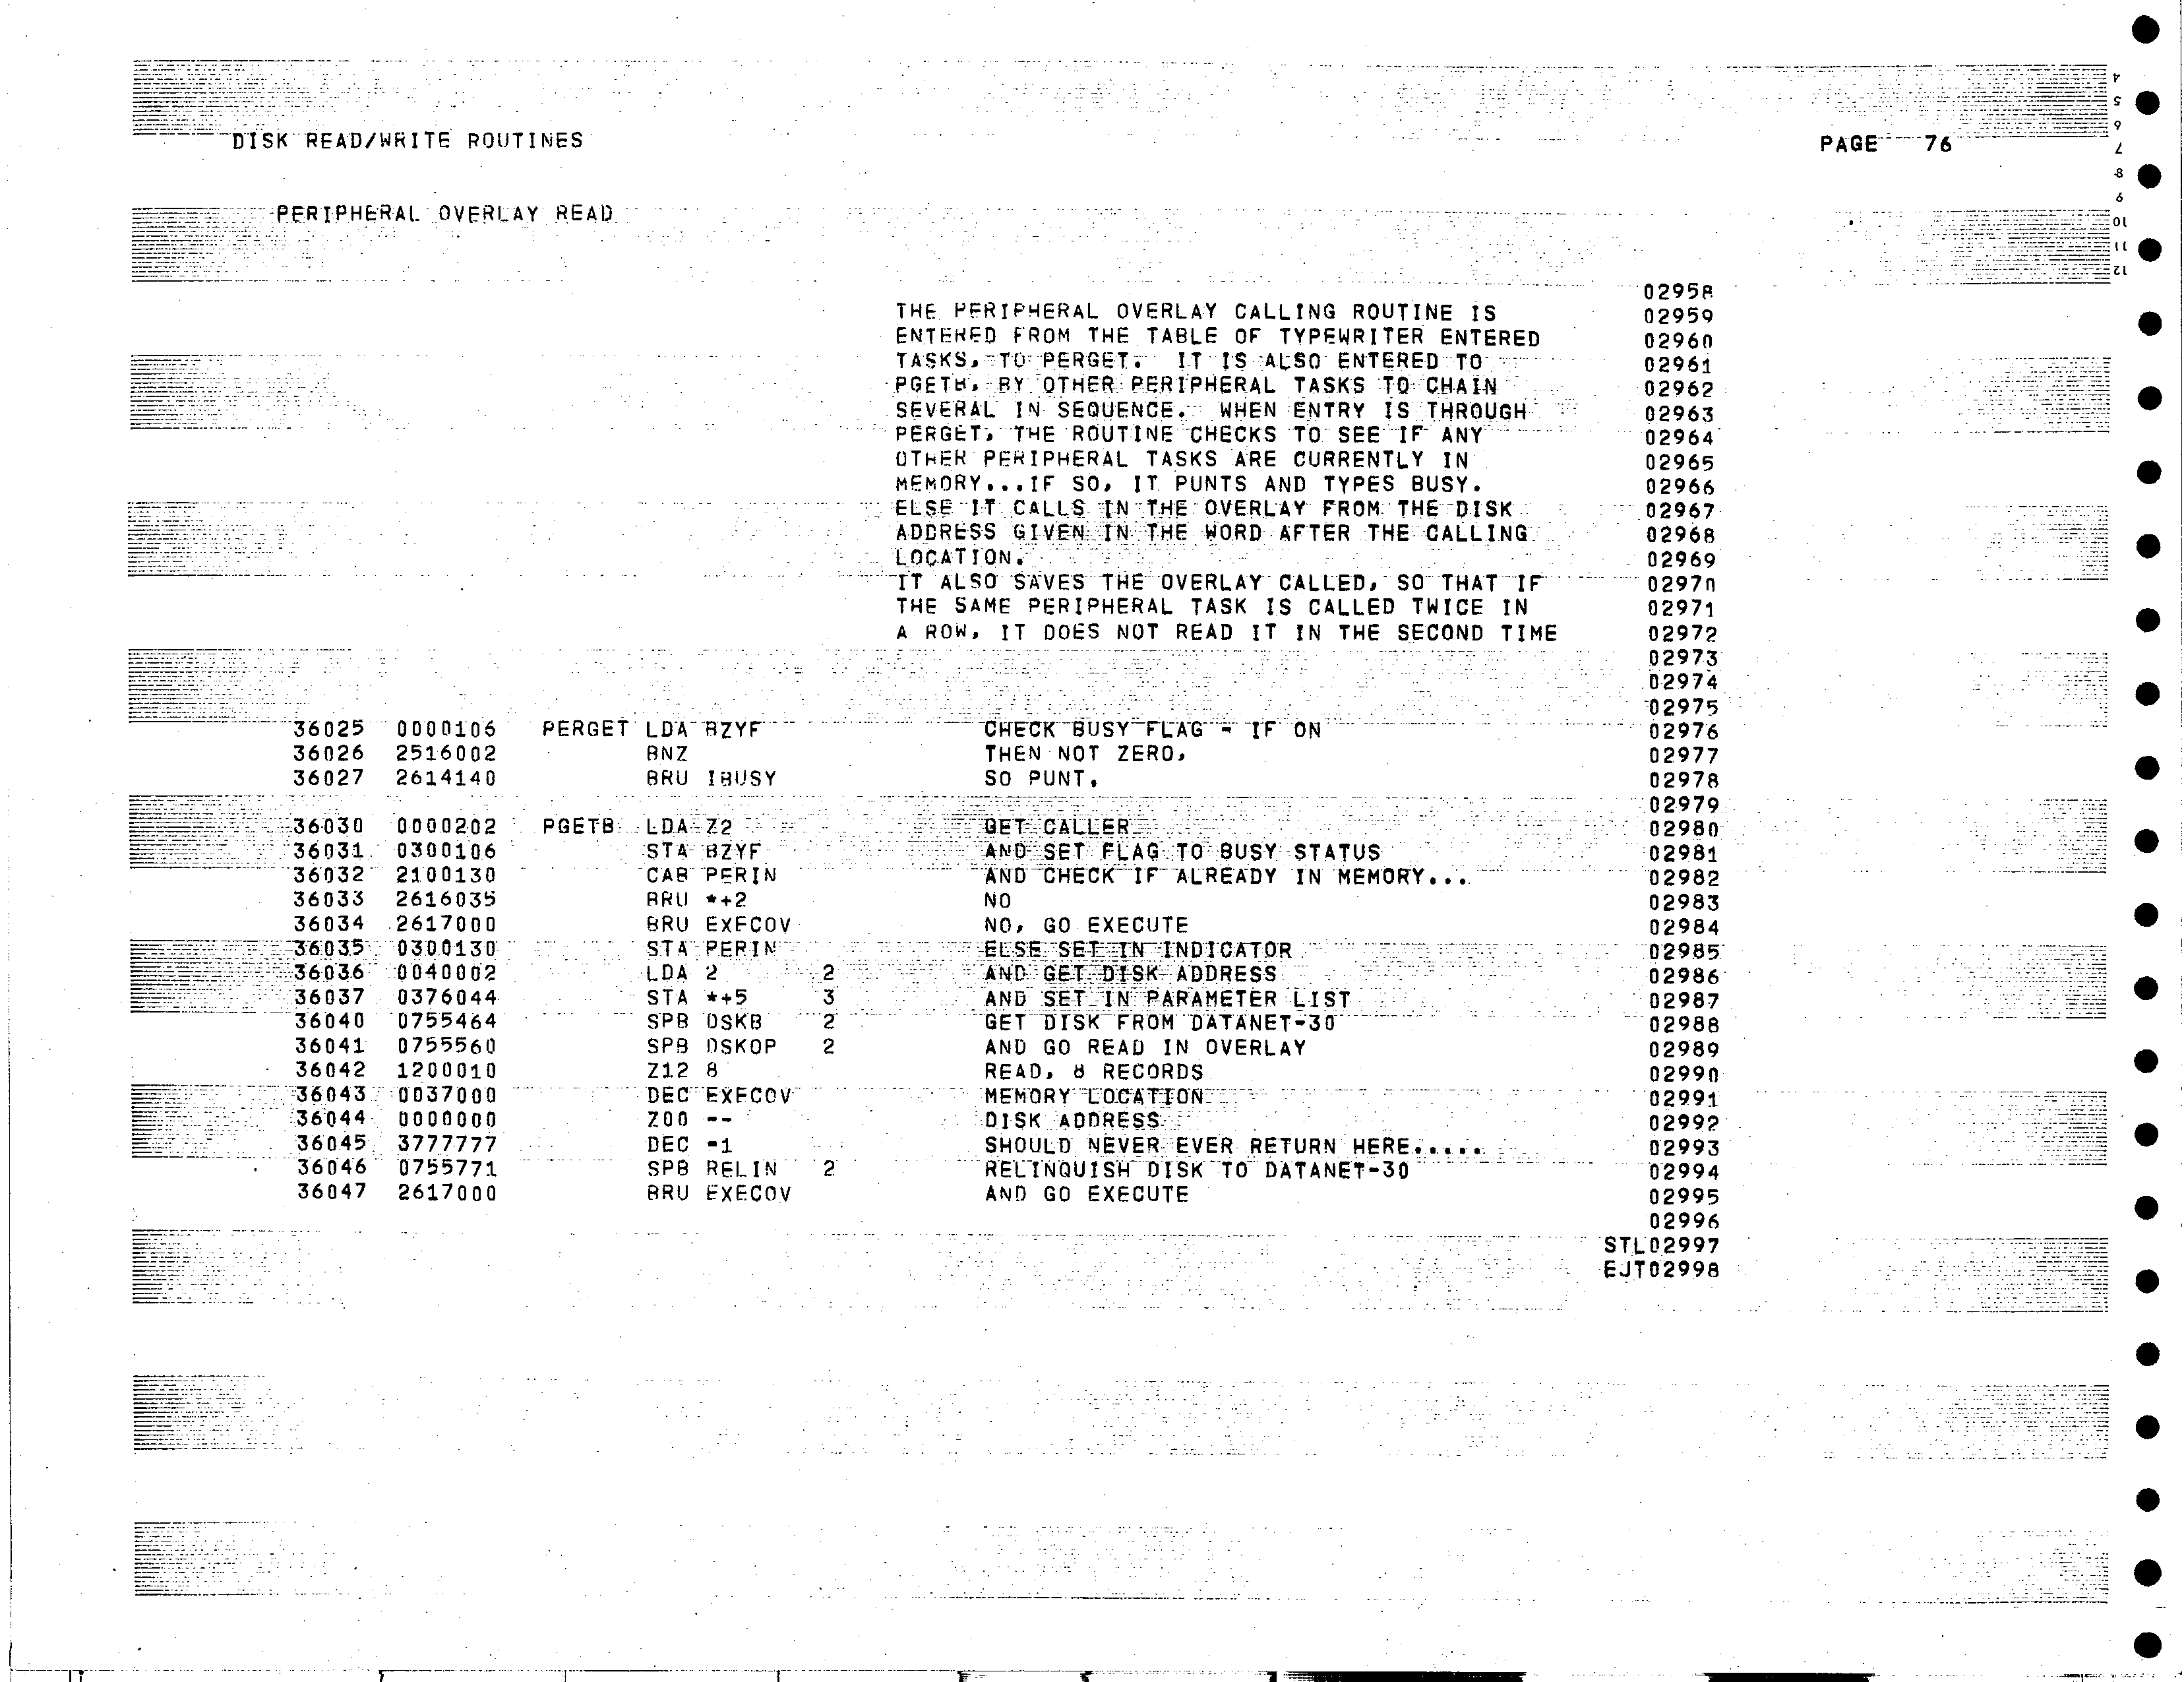 DISK READ/WRITE ROUTINES PAGE 76
PERIPHERAL OVERLAY READ
02958
THE PERIPHERAL OVERLAY CALLING ROUTINE IS 02959
ENTERED FROM THE TABLE OF TYPEWRITER ENTERED 02960
TASKS, TO PERGET. IT IS ALSO ENTERED TO 02961
PGETB, BY OTHER PERIPHERAL TASKS TO CHAIN 02962
SEVERAL IN SEQUENCE. WHEN ENTRY IS THROUGH 02963
PERGET, THE ROUTINE CHECKS TO SEE IF ANY 02964
OTHER PERIPHERAL TASKS ARE CURRENTLY IN 02965
MEMORY...IF SO, IT PUNTS AND TYPES BUSY. 02966
ELSE IT CALLS IN THE OVERLAY FROM THE DISK 02967
ADDRESS GIVEN IN THE WORD AFTER THE CALLING 02968
LOCATION. 02969
IT ALSO SAVES THE OVERLAY CALLED, SO THAT IF 02970
THE SAME PERIPHERAL TASK IS CALLED TWICE IN 02971
A ROW, IT DOES NOT READ IT IN THE SECOND TIME 02972
02973
02974
02975
36025 0000106 PERGET LDA BZYF CHECK BUSY FLAG - IF ON 02976
36026 2516002 BNZ THEN NOT ZERO, 02977
36027 2614140 BRU IBUSY SO PUNT. 02978
02979
36030 0000202 PGETB LDA Z2 GET CALLER 02980
36031 0300106 STA BZYF AND SET FLAG TO BUSY STATUS 02981
36032 2100130 CAB PERIN AND CHECK IF ALREADY IN MEMORY... 02982
36033 2616035 BRU *+2 NO 02983
36034 2617000 BRU EXECOV NO, GO EXECUTE 02984
36035 0300130 STA PERIN ELSE SET IN INDICATOR 02985
36036 0040002 LDA 2 2 AND GET DISK ADDRESS 02986
36037 0376044 STA *+5 3 AND SET IN PARAMETER LIST 02987
36040 0755464 SPB DSKB 2 GET DISK FROM DATANET-30 02988
36041 0755560 SPB DSKOP 2 AND GO READ IN OVERLAY 02989
36042 1200010 Z12 8 READ, 8 RECORDS 02990
36043 0037000 DEC EXECOV MEMORY LOCATION 02991
36044 0000000 Z00 -- DISK ADDRESS 02992
36045 3777777 DEC -1 SHOULD NEVER EVER RETURN HERE..... 02993
36046 0755771 SPB RELIN 2 RELINQUISH DISK TO DATANET-30 02994
36047 2617000 BRU EXECOV AND GO EXECUTE 02995
02996
STL02997
EJT02998
4
5
6
7
8
9
10
11
12